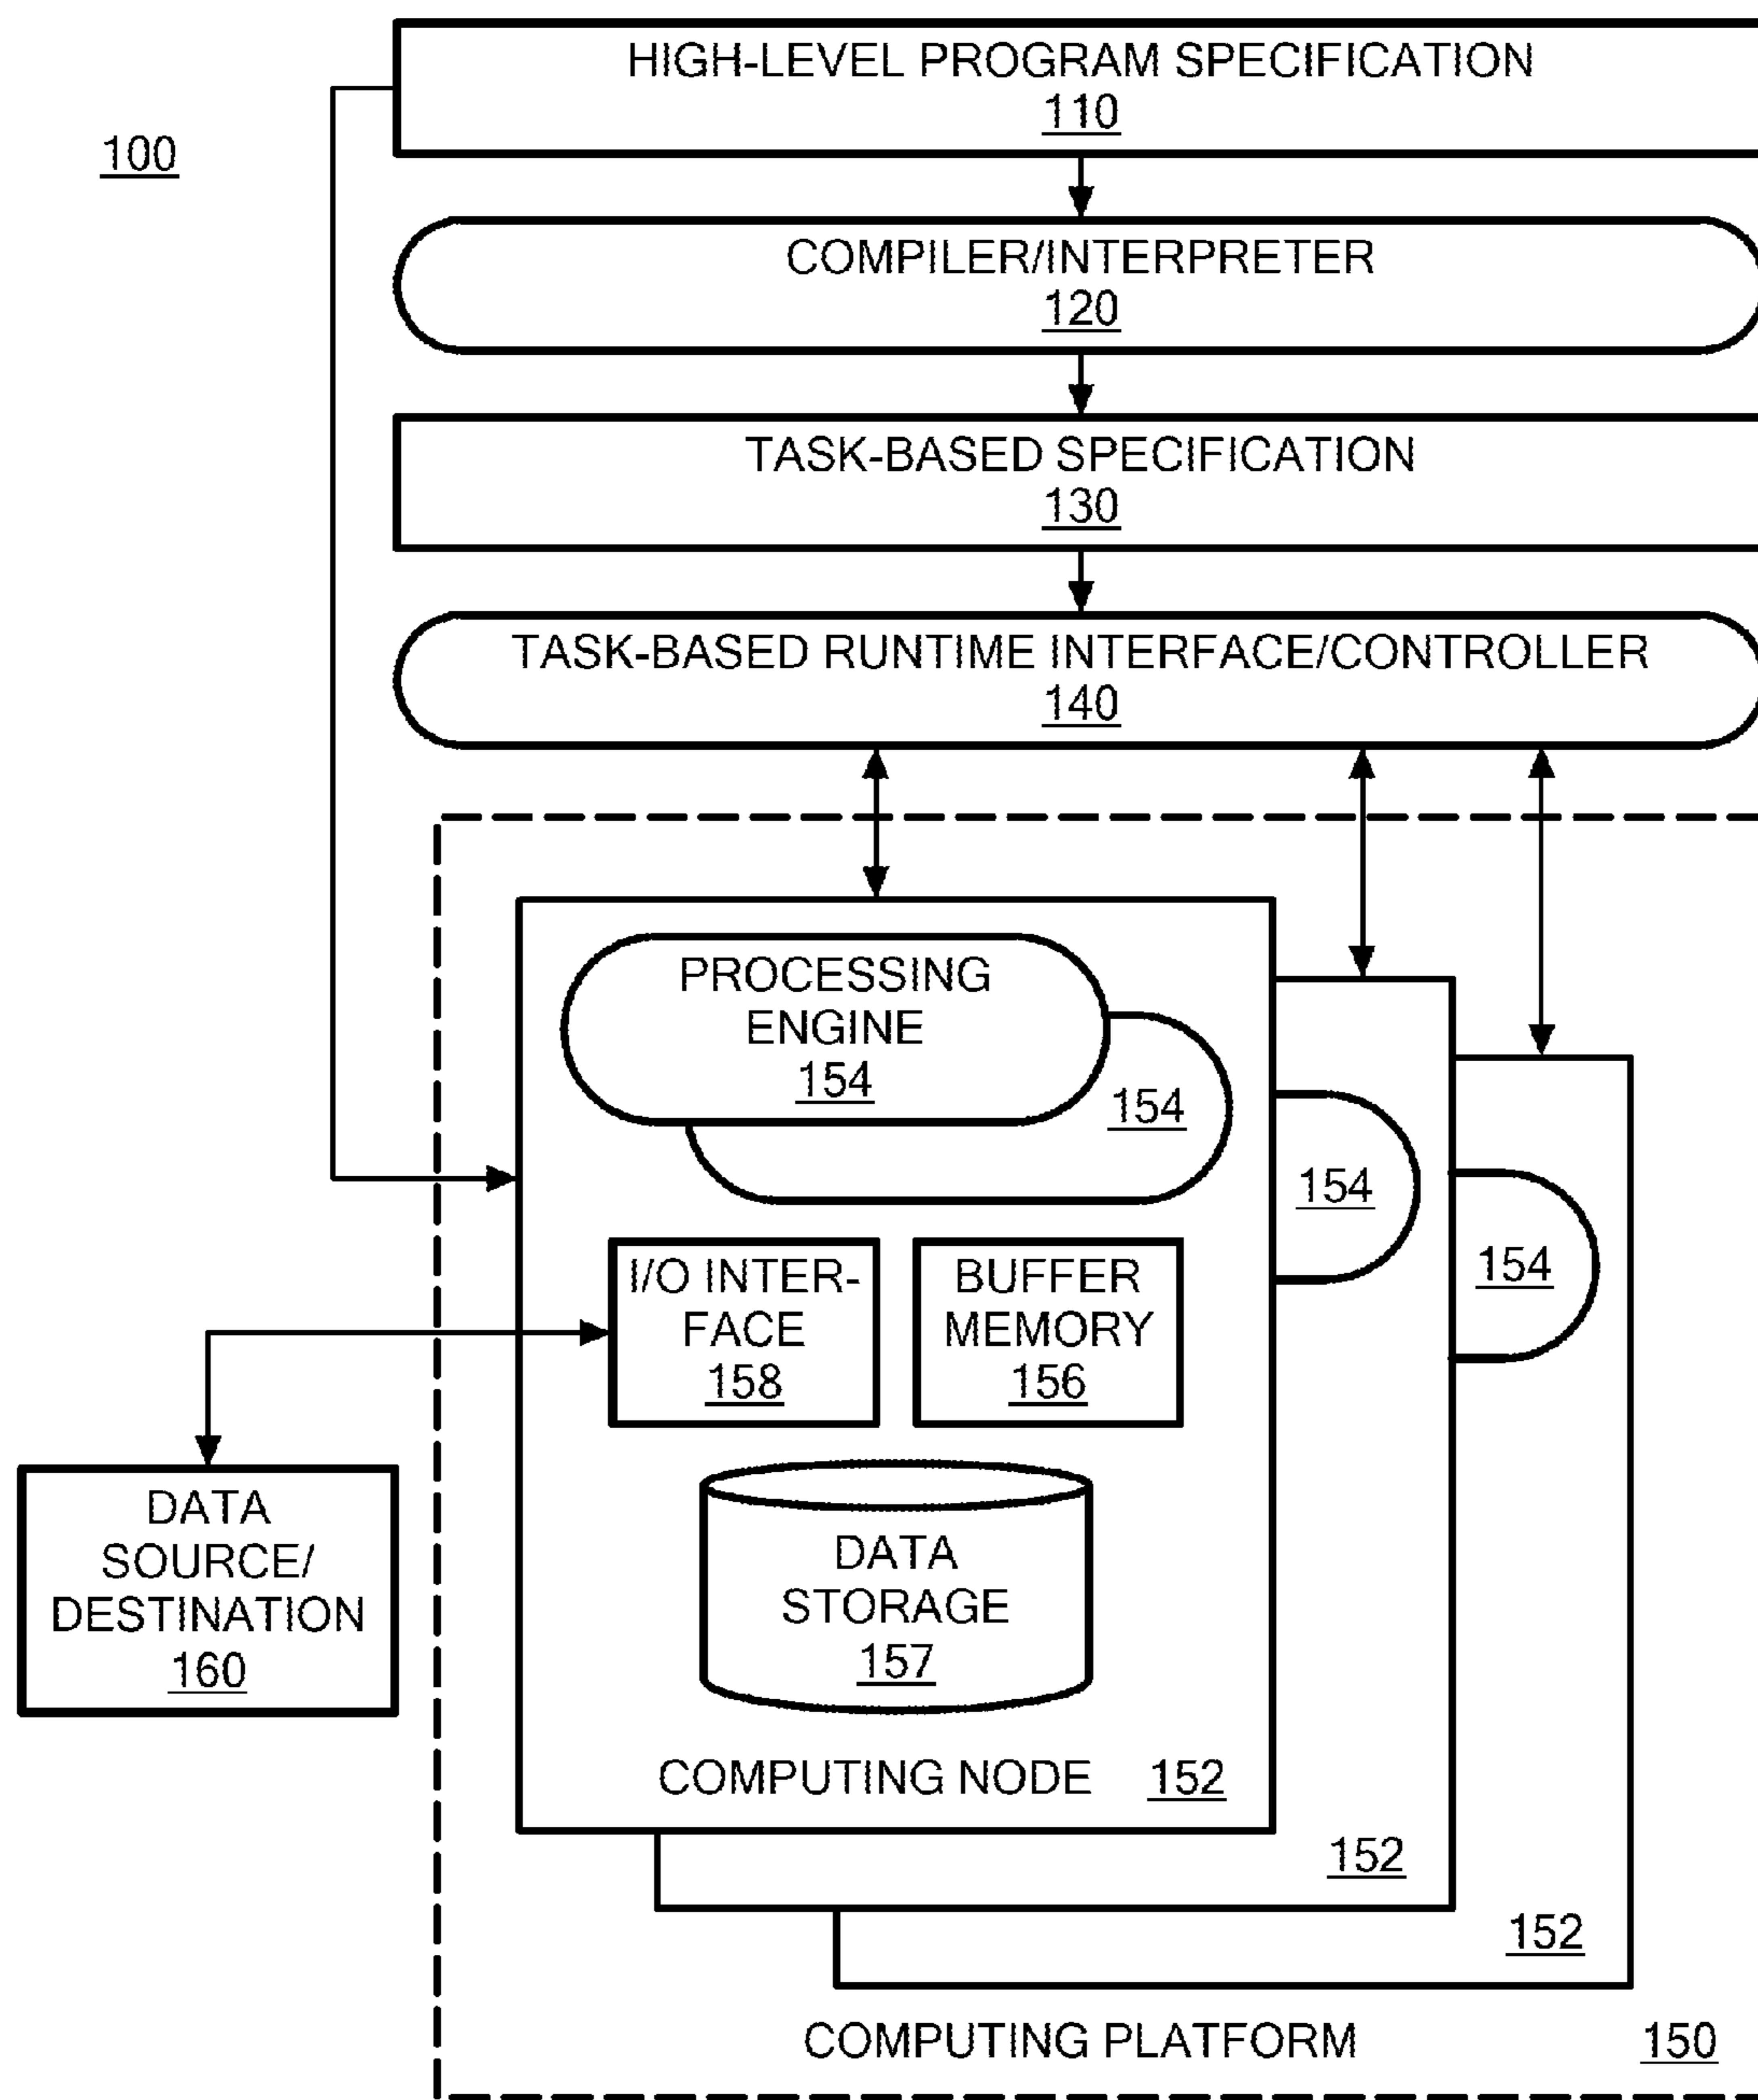 HIGH-LEVEL PROGRAM SPECIFICATION
110
100
COMPILER/INTERPRETER
120
TASK-BASED SPECIFICATION
130
TASK-BASED RUNTIME INTERFACE/CONTROLLER
140
PROCESSING
ENGINE
154
154
154
154
I/O INTER-
FACE
158
BUFFER
MEMORY
156
DATA
SOURCE/
DESTINATION
160
DATA
STORAGE
157
COMPUTING NODE 152
152
152
COMPUTING PLATFORM 150